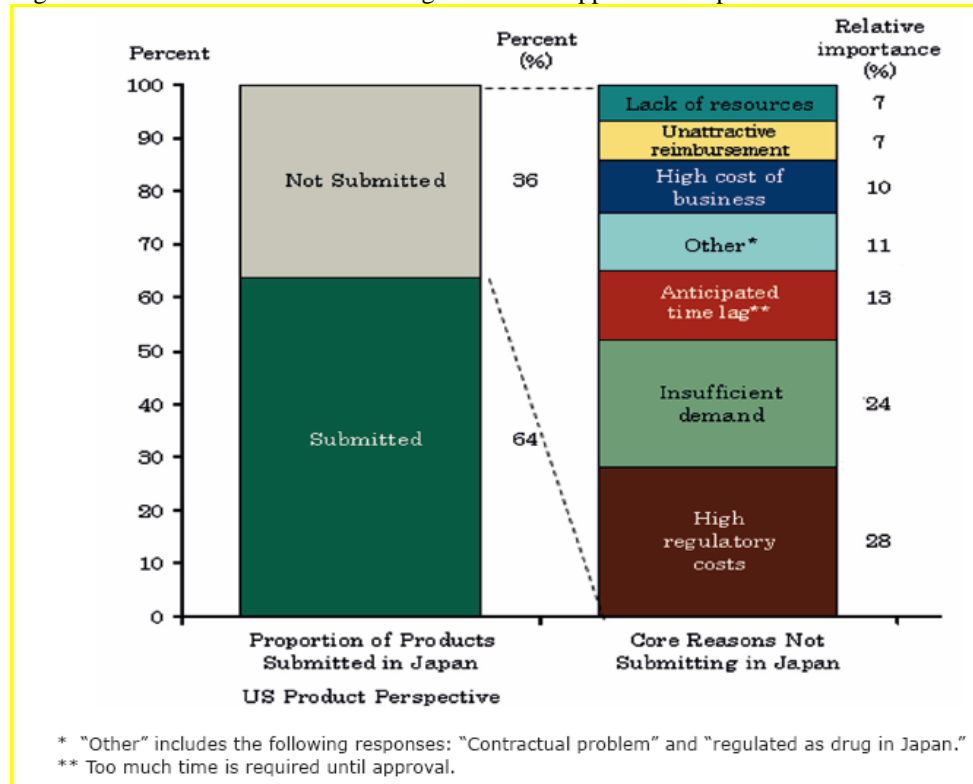 Percent
Percent
(%)
Relative
importance
(%)
100
90
80
70
60
50
40
30
20
10
0
Not Submitted
36
Submitted
64
Lack of resources
7
Unattractive
reimbursement
7
High cost of
business
10
Other*
11
Anticipated
time lag**
13
Insufficient
demand
24
High
regulatory
costs
28
Proportion of Products
Submitted in Japan
US Product Perspective
Core Reasons Not
Submitting in Japan
* "Other" includes the following responses: "Contractual problem" and "regulated as drug in Japan."
** Too much time is required until approval.